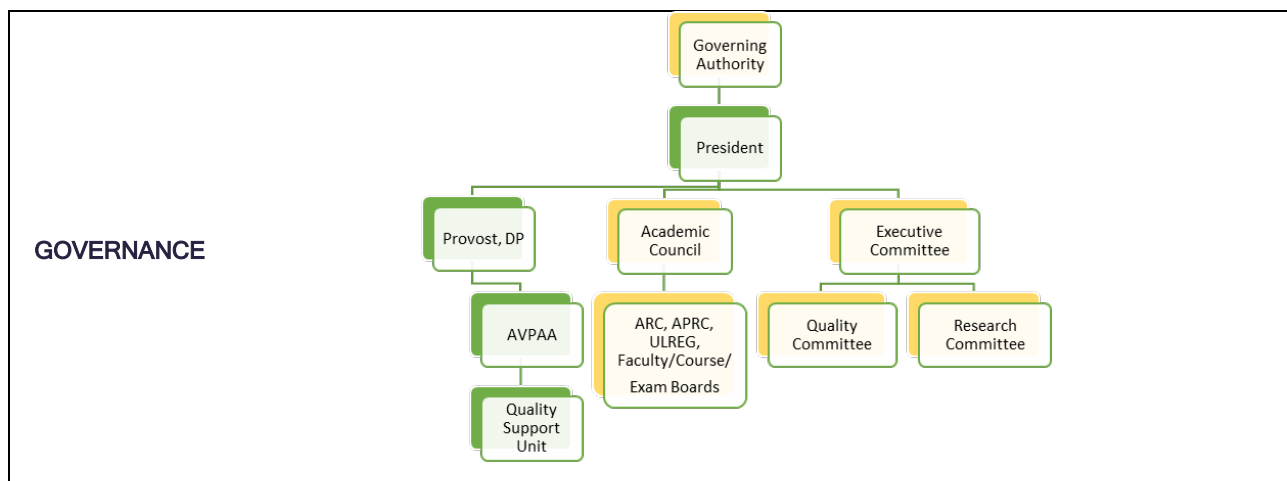 Governing
Authority
President
GOVERNANCE
Provost, DP
Academic
Council
Executive
Committee
AVPAA
ARC, APRC,
ULREG,
Faculty/Course/
Exam Boards
Quality
Committee
Research
Committee
Quality
Support
Unit